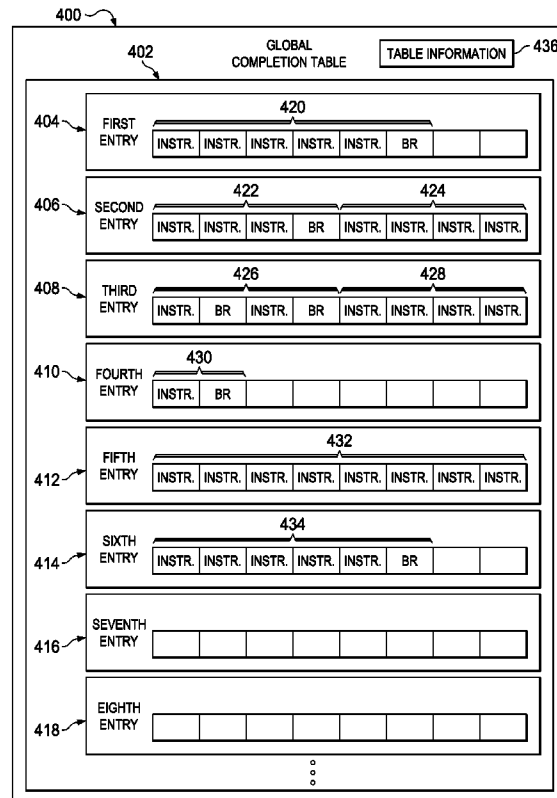 400
402
GLOBAL
COMPLETION TABLE
TABLE INFORMATION
436
404
FIRST
ENTRY
420
INSTR. INSTR. INSTR. INSTR. INSTR. BR
406
SECOND
ENTRY
422 424
INSTR. INSTR. INSTR. BR INSTR. INSTR. INSTR. INSTR.
408
THIRD
ENTRY
426 428
INSTR. BR INSTR. BR INSTR. INSTR. INSTR. INSTR.
410
FOURTH
ENTRY
430
INSTR. BR
412
FIFTH
ENTRY
432
INSTR. INSTR. INSTR. INSTR. INSTR. INSTR. INSTR. INSTR.
414
SIXTH
ENTRY
434
INSTR. INSTR. INSTR. INSTR. INSTR. BR
416
SEVENTH
ENTRY
418
EIGHTH
ENTRY